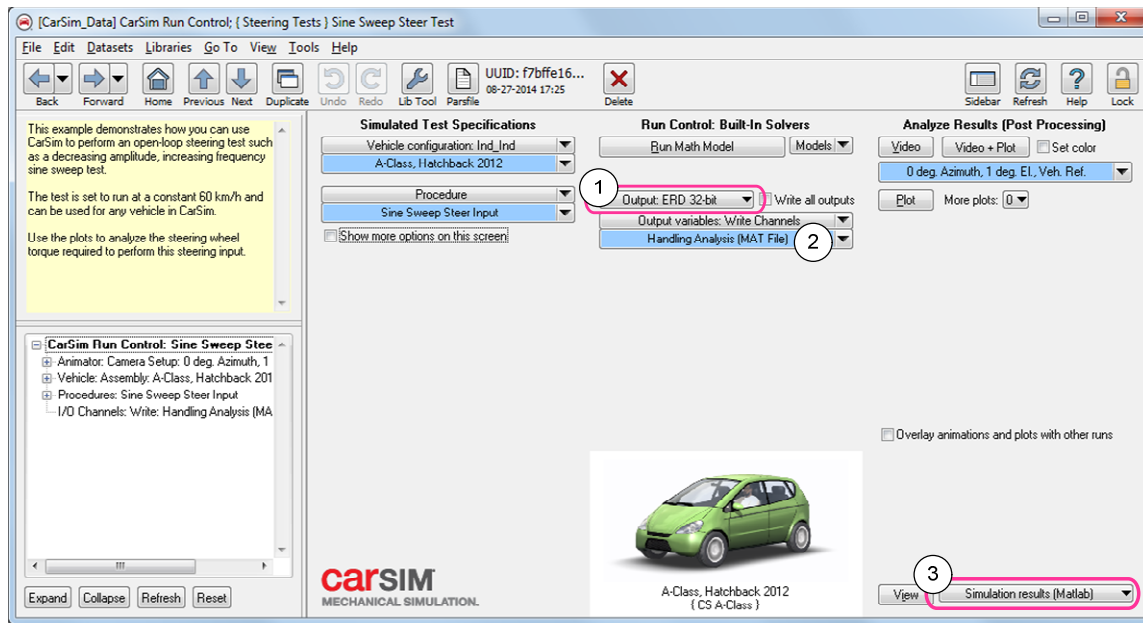 [CarSim_Data] CarSim Run Control; { Steering Tests } Sine Sweep Steer Test
File Edit Datasets Libraries Go To View Tools Help
UUID: f7bffe16...
08-27-2014 17:25
Back Forward Home Previous Next Duplicate Undo Redo Lib Tool Parsfile Delete Sidebar Refresh Help Lock
This example demonstrates how you can use
CarSim to perform an open-loop steering test such
as a decreasing amplitude, increasing frequency
sine sweep test.
The test is set to run at a constant 60 km/h and
can be used for any vehicle in CarSim.
Use the plots to analyze the steering wheel
torque required to perform this steering input.
CarSim Run Control: Sine Sweep Stee
Animator: Camera Setup: 0 deg. Azimuth, 1
Vehicle: Assembly: A-Class, Hatchback 201
Procedures: Sine Sweep Steer Input
I/O Channels: Write: Handling Analysis (MA
Expand Collapse Refresh Reset
Simulated Test Specifications
Vehicle configuration: Ind_Ind
A-Class, Hatchback 2012
Procedure
Sine Sweep Steer Input
Show more options on this screen
carSIM
MECHANICAL SIMULATION.
Run Control: Built-In Solvers
Run Math Model Models
1
Output: ERD 32-bit Write all outputs
Output variables: Write Channels
Handling Analysis (MAT File)
2
A-Class, Hatchback 2012
{ CS A-Class }
Analyze Results (Post Processing)
Video Video + Plot Set color
0 deg. Azimuth, 1 deg. El., Veh. Ref.
Plot More plots: 0
Overlay animations and plots with other runs
3
View Simulation results (Matlab)